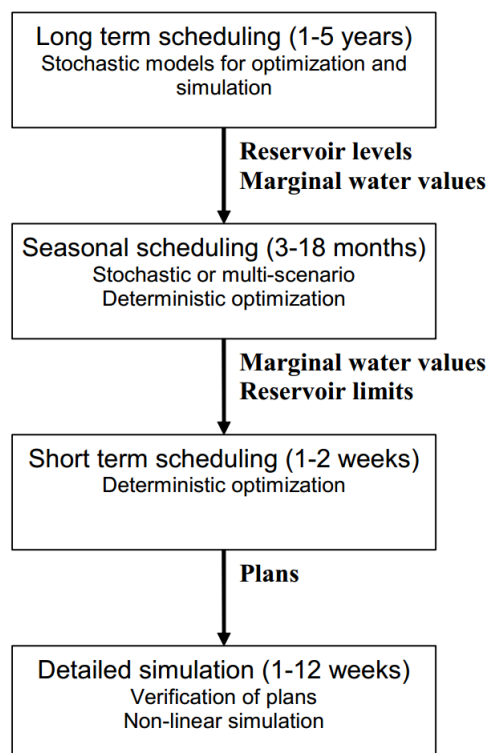 Long term scheduling (1-5 years)
Stochastic models for optimization and
simulation
Reservoir levels
Marginal water values
Seasonal scheduling (3-18 months)
Stochastic or multi-scenario
Deterministic optimization
Marginal water values
Reservoir limits
Short term scheduling (1-2 weeks)
Deterministic optimization
Plans
Detailed simulation (1-12 weeks)
Verification of plans
Non-linear simulation